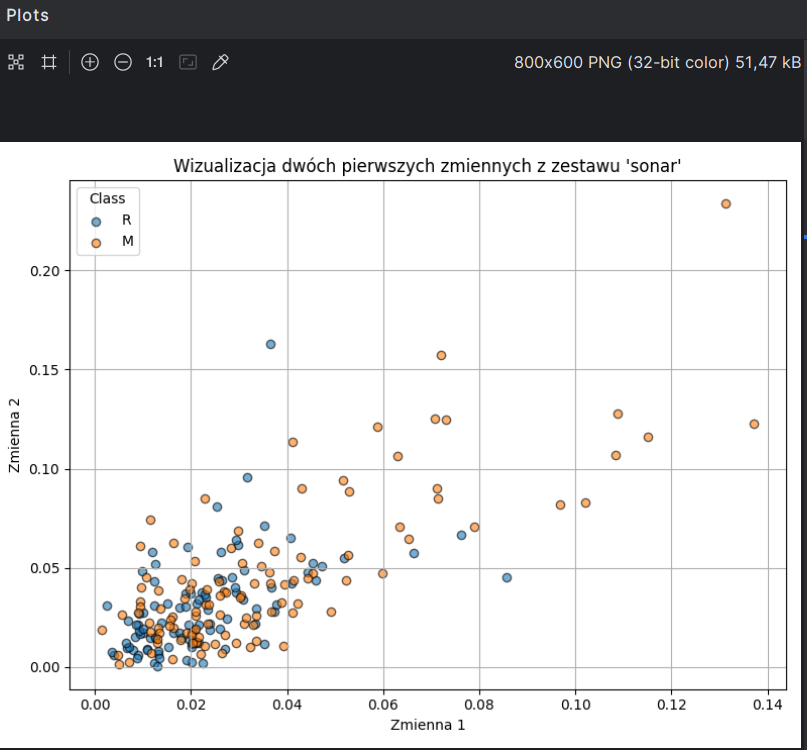 Plots
1:1
800x600 PNG (32-bit color) 51,47 kB
Wizualizacja dwóch pierwszych zmiennych z zestawu 'sonar'
Class
R
M
0.20
0.15
0.10
0.05
0.00
Zmienna 2
0.00 0.02 0.04 0.06 0.08 0.10 0.12 0.14
Zmienna 1